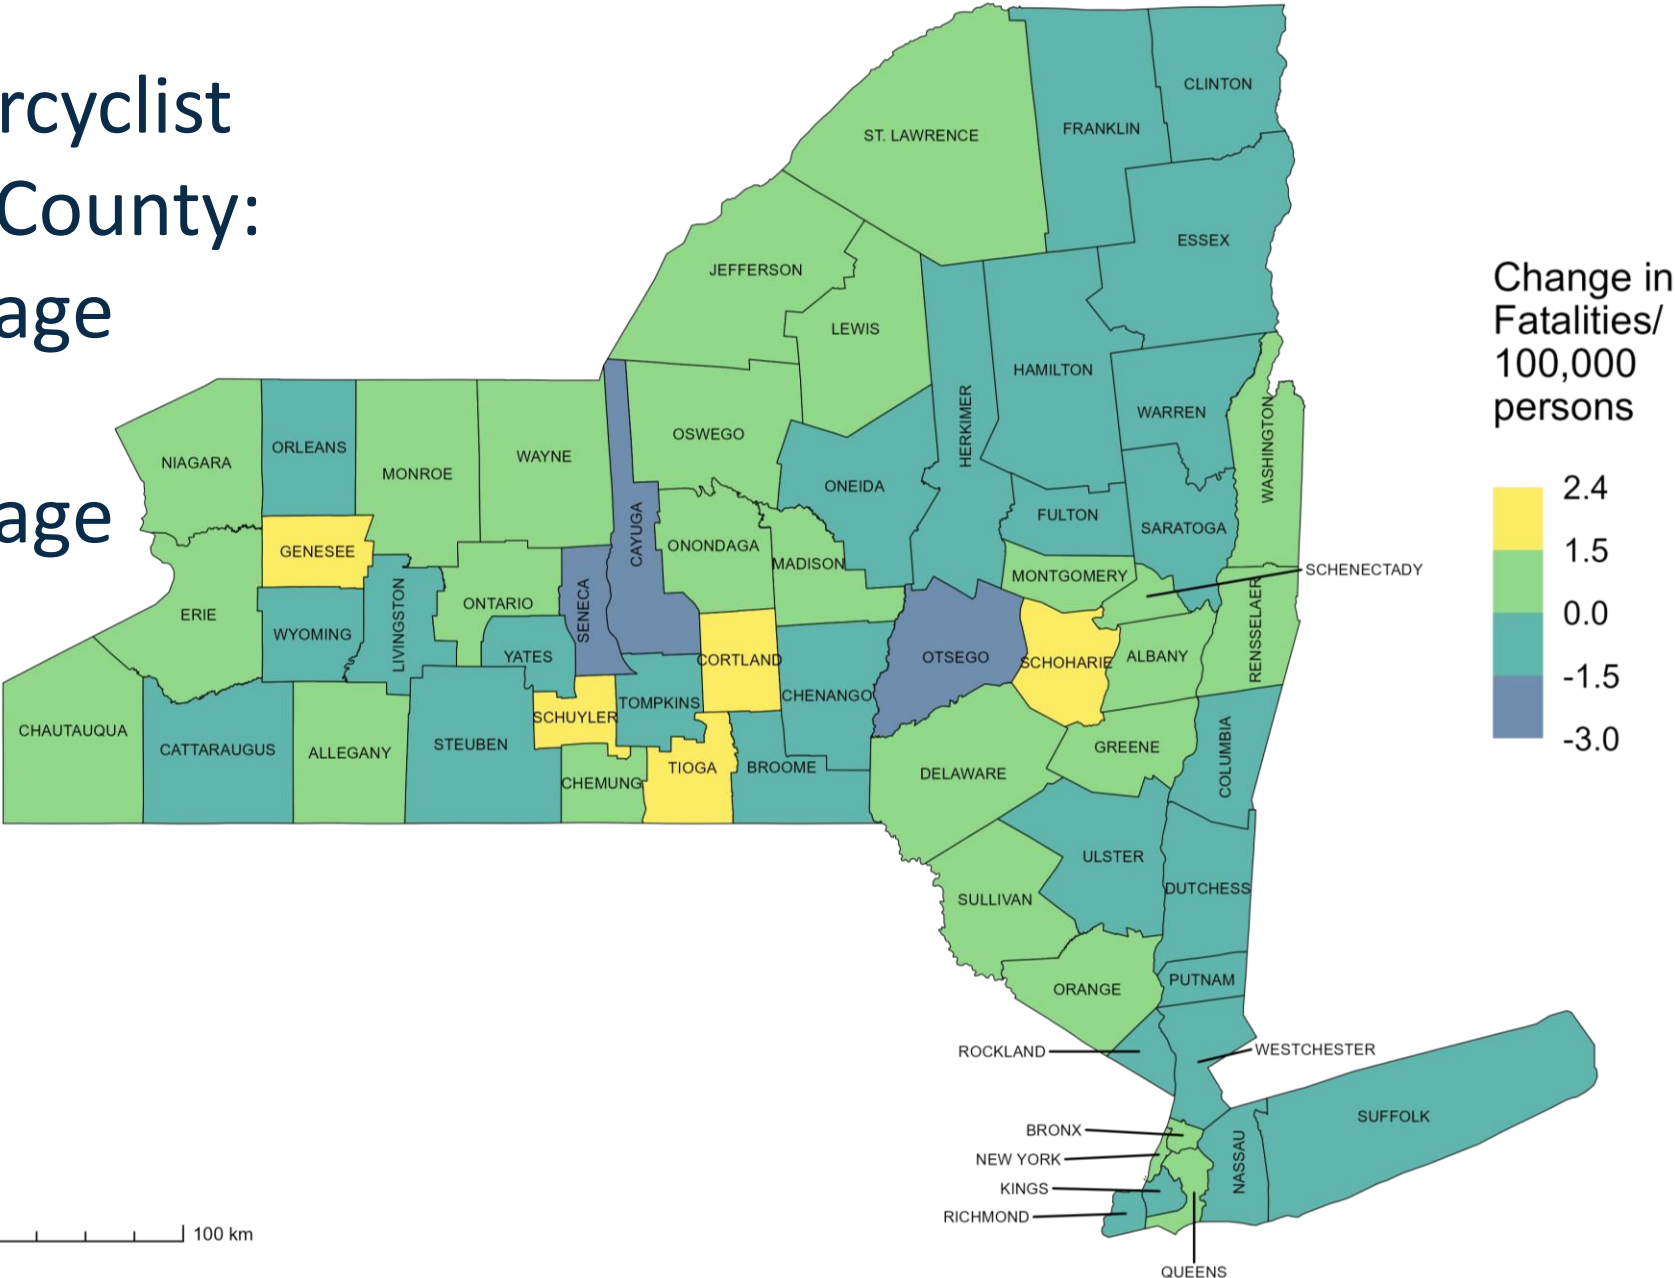 rcyclist
County:
age
age
CLINTON
FRANKLIN
ST. LAWRENCE
ESSEX
JEFFERSON
LEWIS
HAMILTON
HERKIMER
WARREN
WASHINGTON
OSWEGO
ONEIDA
FULTON
SARATOGA
NIAGARA
ORLEANS
MONROE
WAYNE
CAYUGA
ONONDAGA
MADISON
MONTGOMERY
SCHENECTADY
GENESEE
ERIE
WYOMING
LIVINGSTON
ONTARIO
SENECA
YATES
CORTLAND
CHENANGO
OTSEGO
SCHOHARIE
ALBANY
RENSSELAER
CHAUTAUQUA
CATTARAUGUS
ALLEGANY
STEUBEN
SCHUYLER
TOMPKINS
CHEMUNG
TIOGA
BROOME
DELAWARE
GREENE
COLUMBIA
ULSTER
DUTCHESS
SULLIVAN
ORANGE
PUTNAM
ROCKLAND
WESTCHESTER
BRONX
NEW YORK
KINGS
RICHMOND
QUEENS
NASSAU
SUFFOLK
Change in
Fatalities/
100,000
persons
2.4
1.5
0.0
-1.5
-3.0
100 km